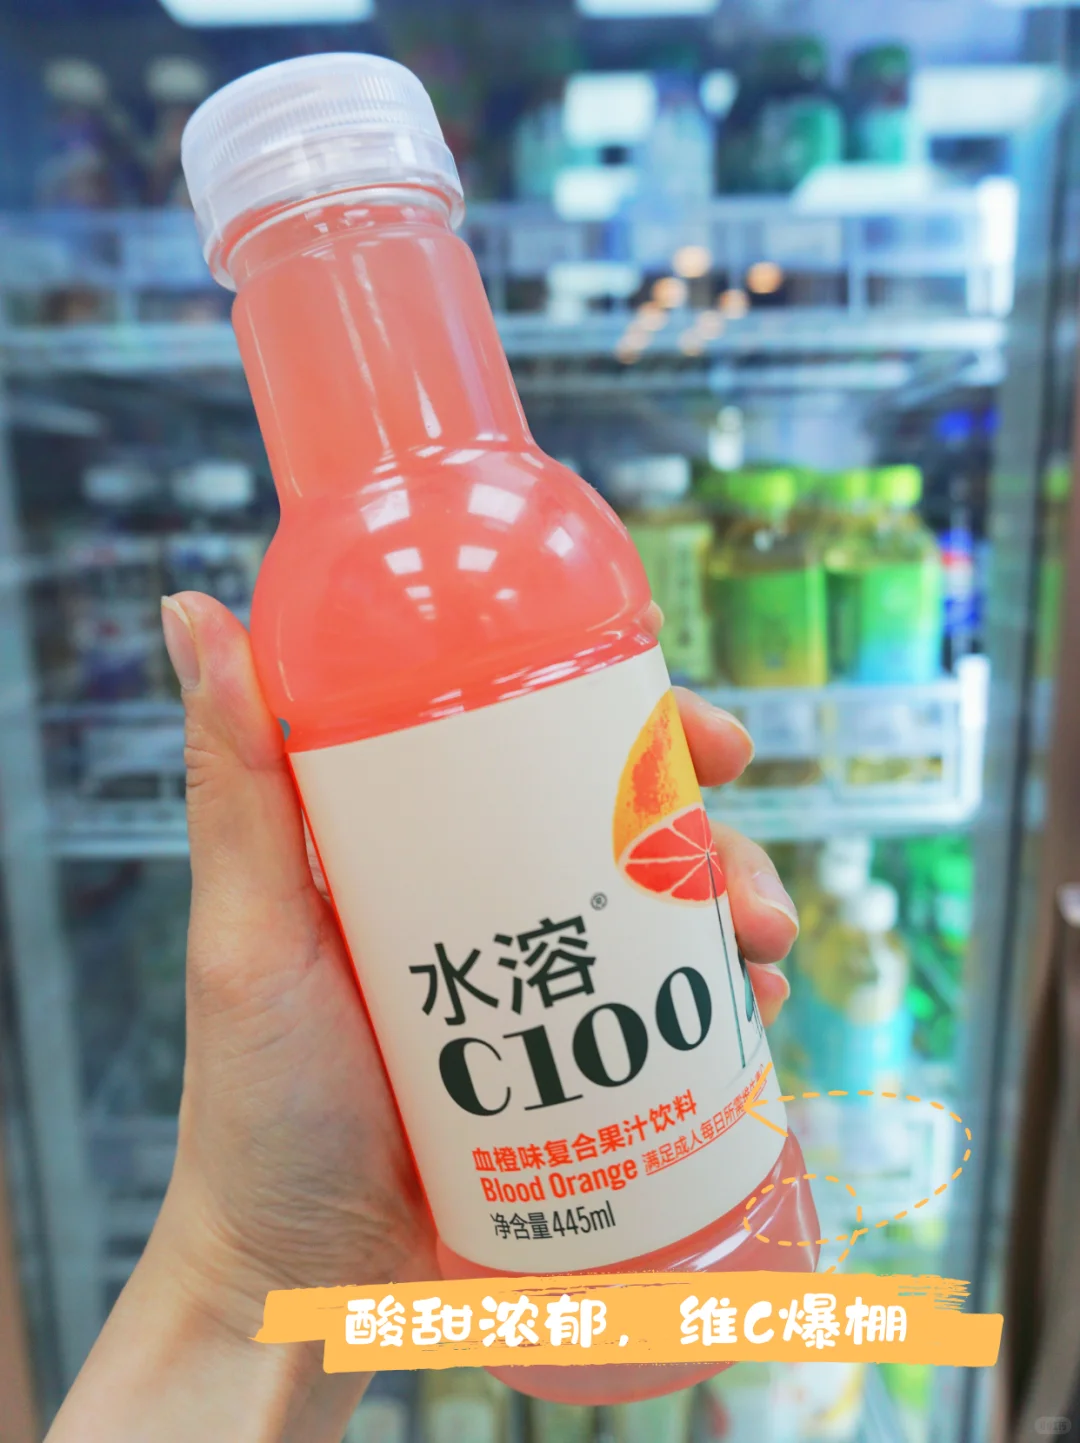 水溶®
C100
血橙味复合果汁饮料
Blood Orange 满足成人每日所需维
净含量445ml
酸甜浓郁，维C爆棚